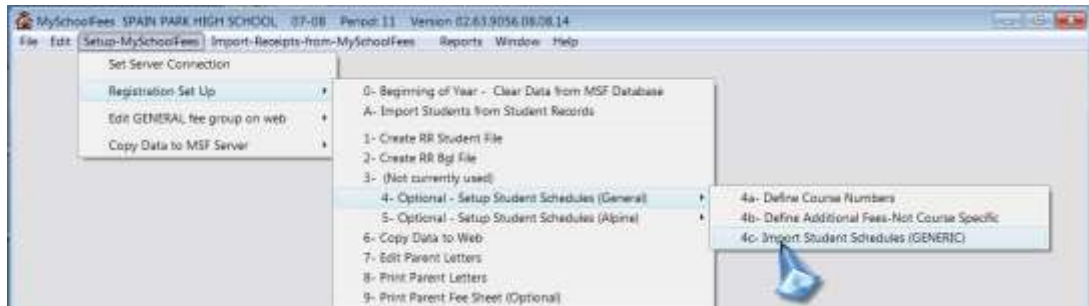 MySchoolFees SPAIN PARK HIGH SCHOOL 07-08 Period: 11 Version 02.63.9056.08.08.14
File Edit Setup-MySchoolFees Import-Receipts-from-MySchoolFees Reports Window Help
Set Server Connection
Registration Set Up
Edit GENERAL fee group on web
Copy Data to MSF Server
0- Beginning of Year - Clear Data from MSF Database
A- Import Students from Student Records
1- Create RR Student File
2- Create RR Bgl File
3- (Not currently used)
4- Optional - Setup Student Schedules (General)
5- Optional - Setup Student Schedules (Alpine)
6- Copy Data to Web
7- Edit Parent Letters
8- Print Parent Letters
9- Print Parent Fee Sheet (Optional)
4a- Define Course Numbers
4b- Define Additional Fees-Not Course Specific
4c- Import Student Schedules (GENERIC)